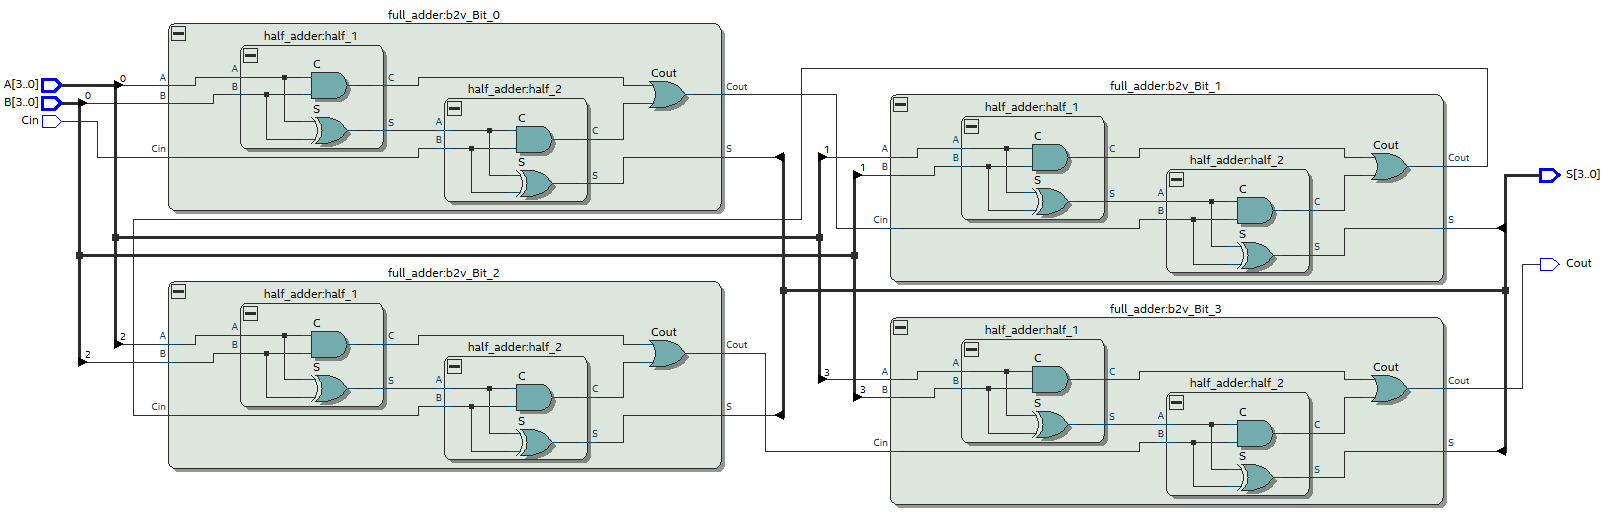 A[3..0]
B[3..0]
Cin
0
0
full_adder:b2v_Bit_0
A
B
Cin
half_adder:half_1
A
B
C
S
C
S
half_adder:half_2
A
B
C
S
C
S
Cout
Cout
S
1
1
full_adder:b2v_Bit_1
A
B
Cin
half_adder:half_1
A
B
C
S
C
S
half_adder:half_2
A
B
C
S
C
S
Cout
Cout
S
2
2
full_adder:b2v_Bit_2
A
B
Cin
half_adder:half_1
A
B
C
S
C
S
half_adder:half_2
A
B
C
S
C
S
Cout
Cout
S
3
3
full_adder:b2v_Bit_3
A
B
Cin
half_adder:half_1
A
B
C
S
C
S
half_adder:half_2
A
B
C
S
C
S
Cout
Cout
S
S[3..0]
Cout